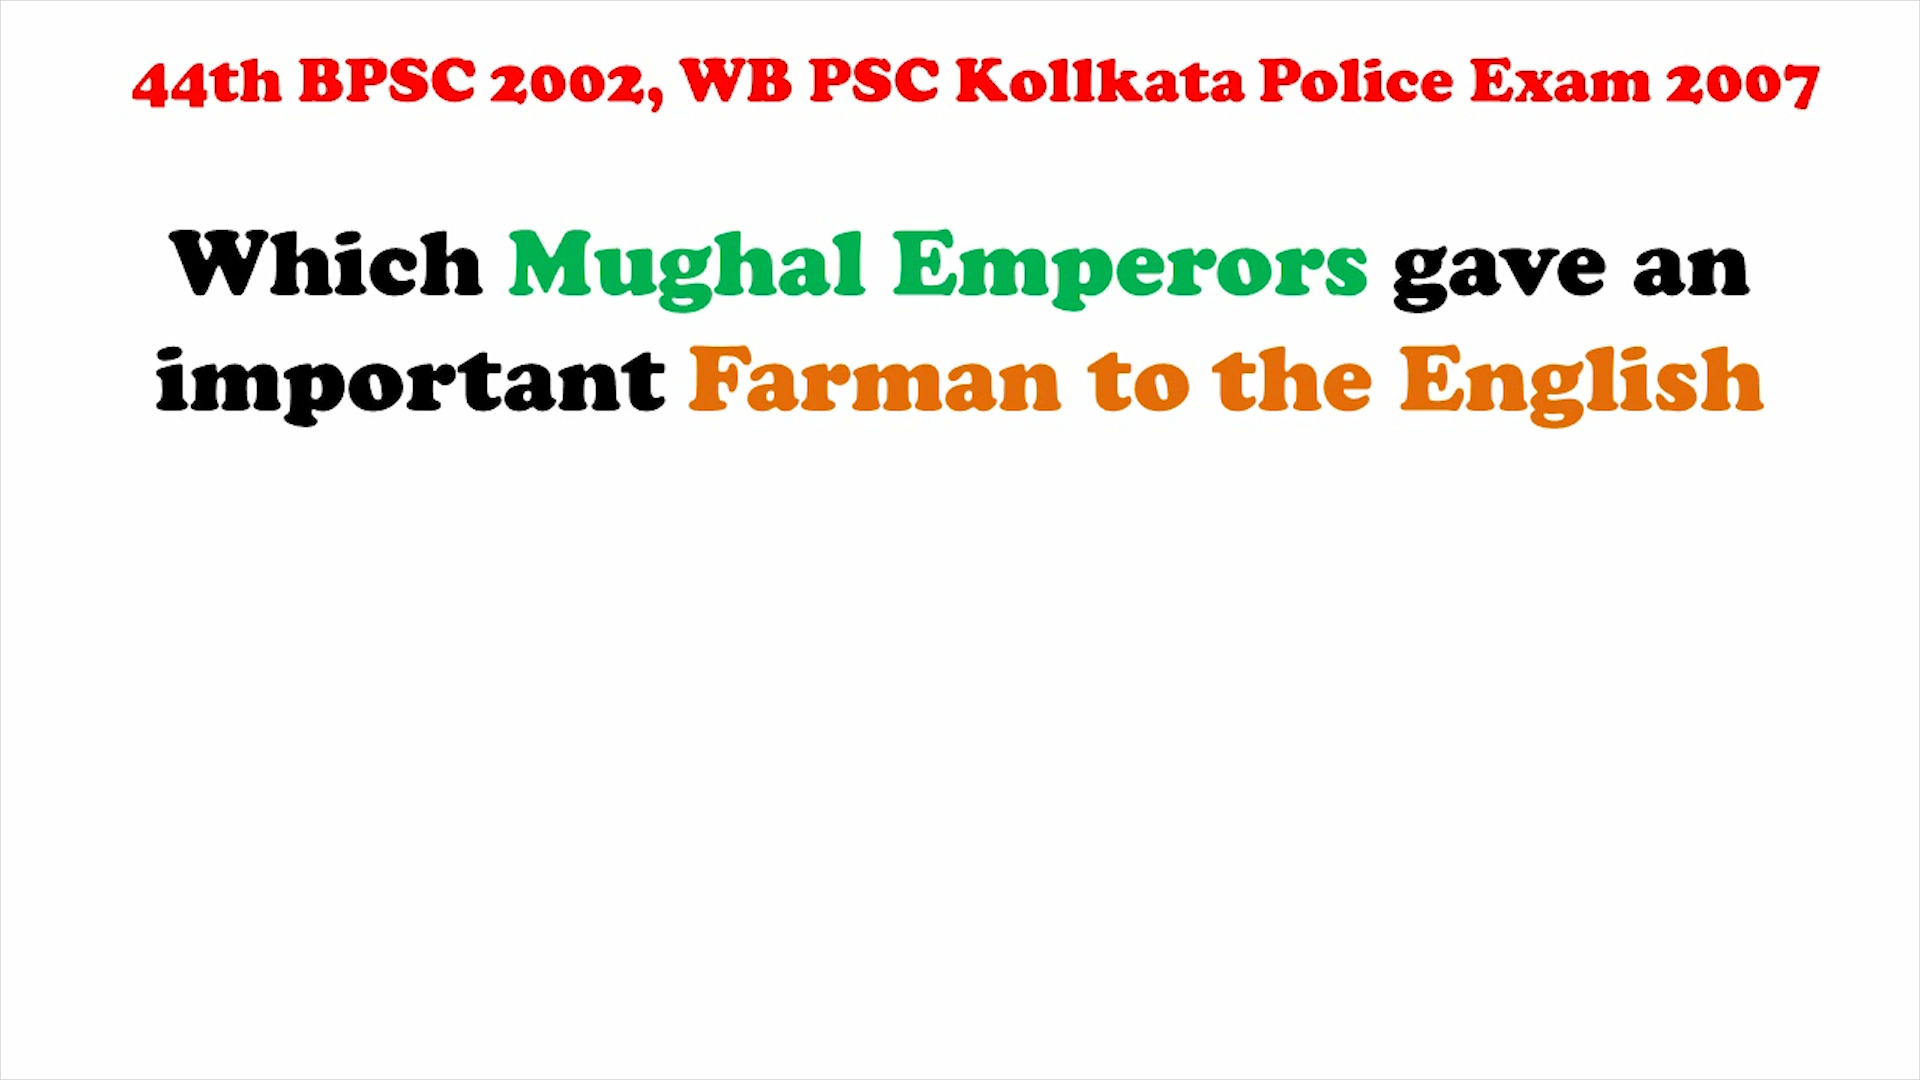 44th BPSC 2002, WB PSC Kollkata Police Exam 2007
Which Mughal Emperors gave an
important Farman to the English